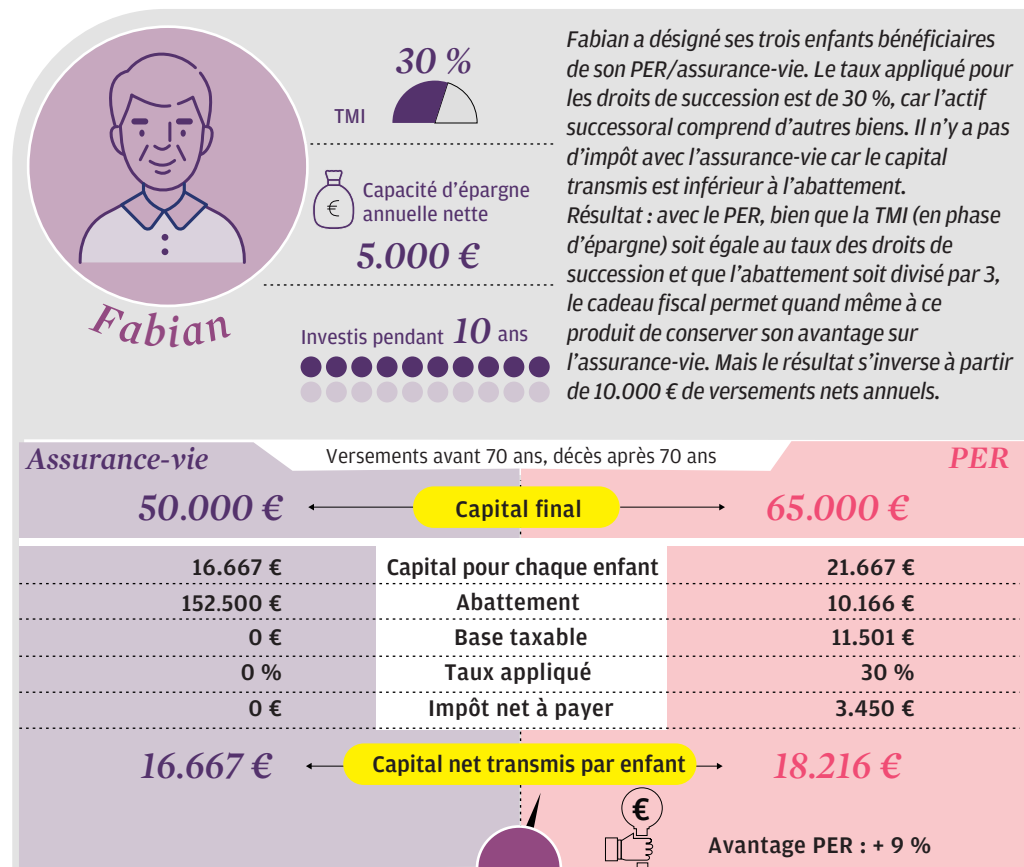 30 %
TMI
€
Capacité d'épargne
annuelle nette
5.000 €
Investis pendant 10 ans
Fabian
Fabian a désigné ses trois enfants bénéficiaires
de son PER/assurance-vie. Le taux appliqué pour
les droits de succession est de 30 %, car l'actif
successoral comprend d'autres biens. Il n'y a pas
d'impôt avec l'assurance-vie car le capital
transmis est inférieur à l'abattement.
Résultat : avec le PER, bien que la TMI (en phase
d'épargne) soit égale au taux des droits de
succession et que l'abattement soit divisé par 3,
le cadeau fiscal permet quand même à ce
produit de conserver son avantage sur
l'assurance-vie. Mais le résultat s'inverse à partir
de 10.000 € de versements nets annuels.
Assurance-vie Versements avant 70 ans, décès après 70 ans PER
50.000 € Capital final 65.000 €
16.667 € Capital pour chaque enfant 21.667 €
152.500 € Abattement 10.166 €
0 € Base taxable 11.501 €
0 % Taux appliqué 30 %
0 € Impôt net à payer 3.450 €
16.667 € Capital net transmis par enfant 18.216 €
€
Avantage PER : + 9 %